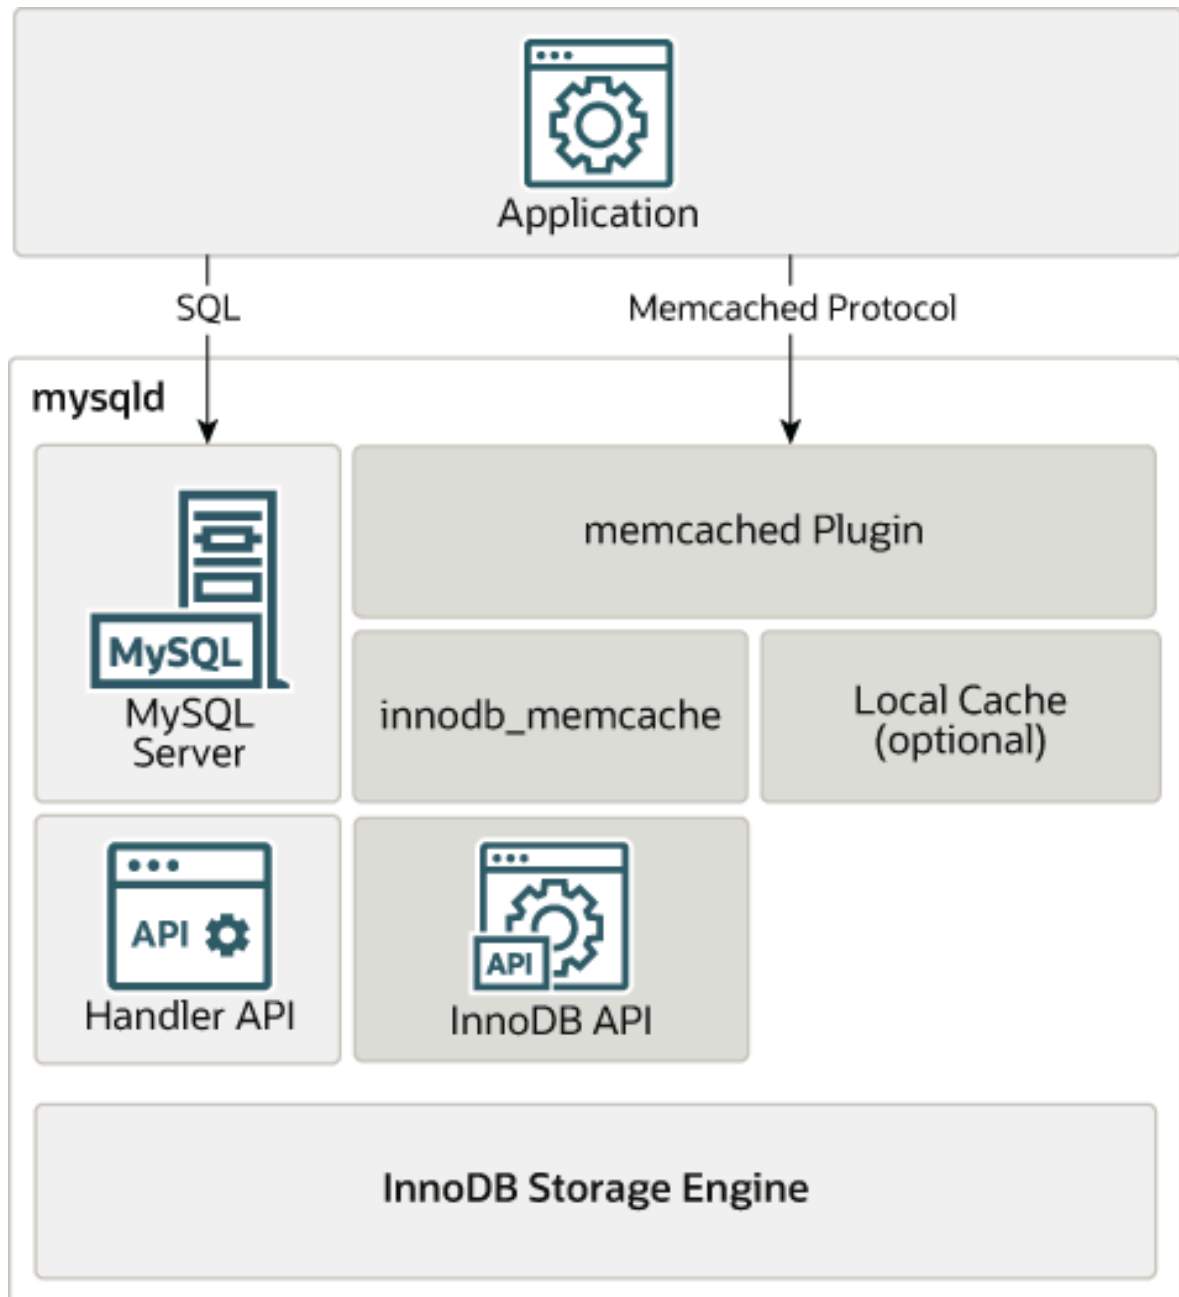 Application
SQL
Memcached Protocol
mysqld
memcached Plugin
MySQL
MySQL
Server
innodb_memcache
Local Cache
(optional)
API
Handler API
API
InnoDB API
InnoDB Storage Engine